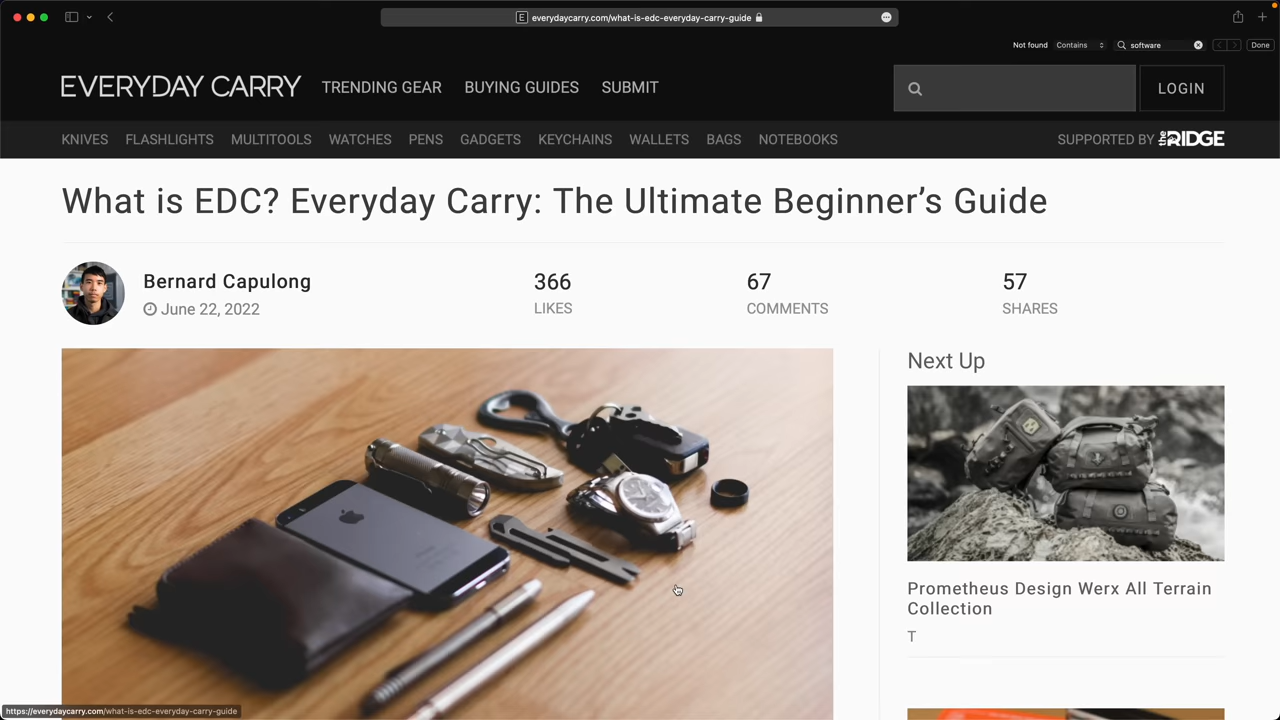 everydaycarry.com/what-is-edc-everyday-carry-guide
Not found Contains software Done
EVERYDAY CARRY TRENDING GEAR BUYING GUIDES SUBMIT LOGIN
KNIVES FLASHLIGHTS MULTITOOLS WATCHES PENS GADGETS KEYCHAINS WALLETS BAGS NOTEBOOKS SUPPORTED BY the RIDGE
What is EDC? Everyday Carry: The Ultimate Beginner’s Guide
Bernard Capulong
June 22, 2022
366
LIKES
67
COMMENTS
57
SHARES
Next Up
Prometheus Design Werx All Terrain
Collection
T
https://everydaycarry.com/what-is-edc-everyday-carry-guide